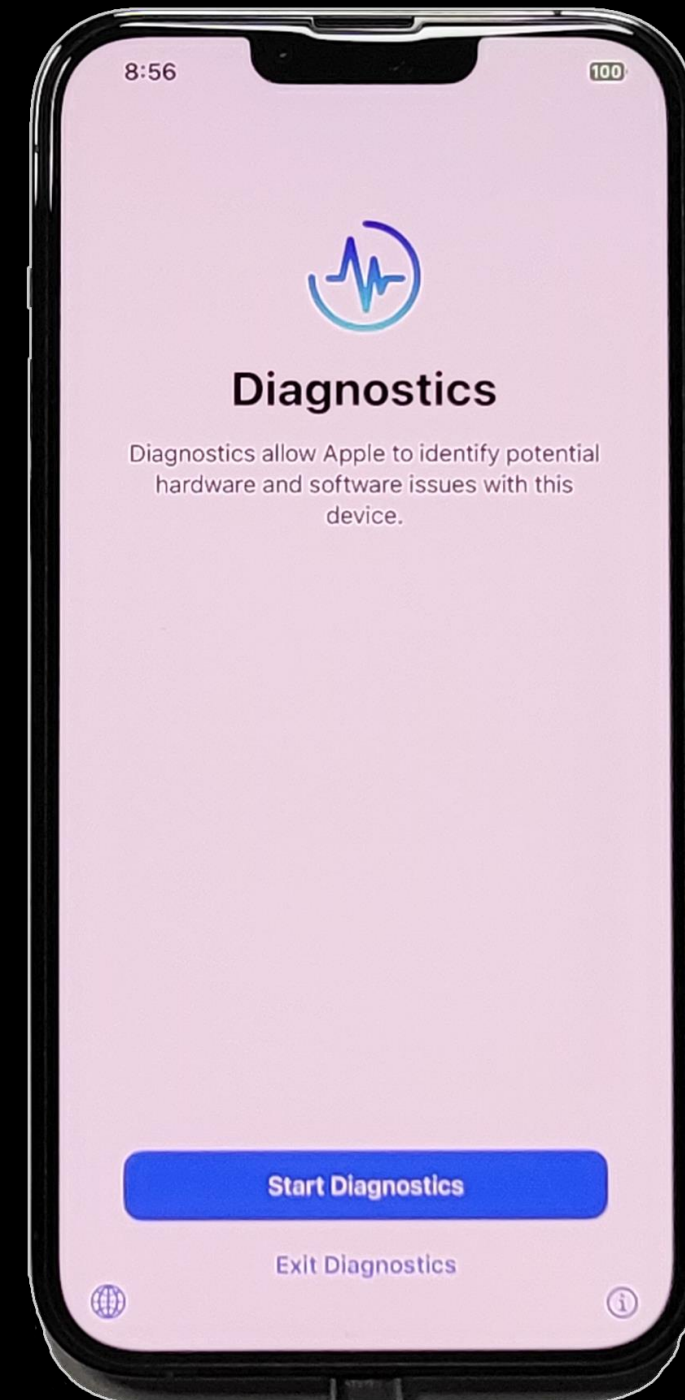 8:56
100
Diagnostics
Diagnostics allow Apple to identify potential
hardware and software issues with this
device.
Start Diagnostics
Exit Diagnostics